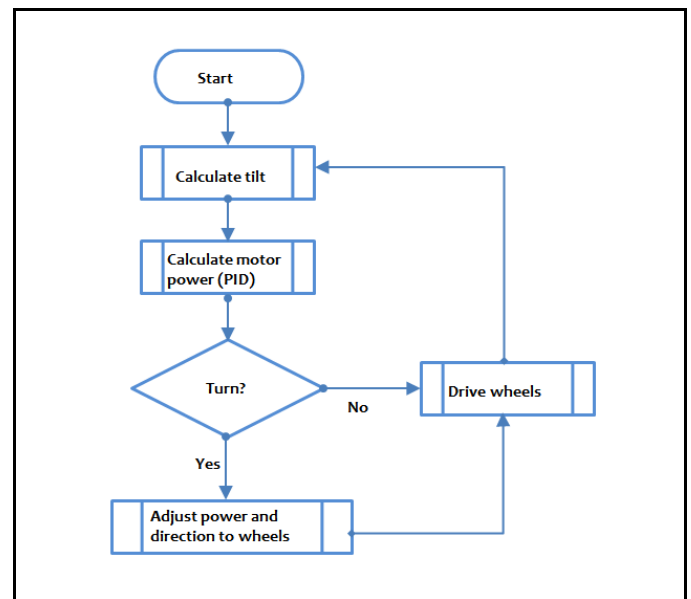 Start
Calculate tilt
Calculate motor
power (PID)
Turn?
No
Drive wheels
Yes
Adjust power and
direction to wheels